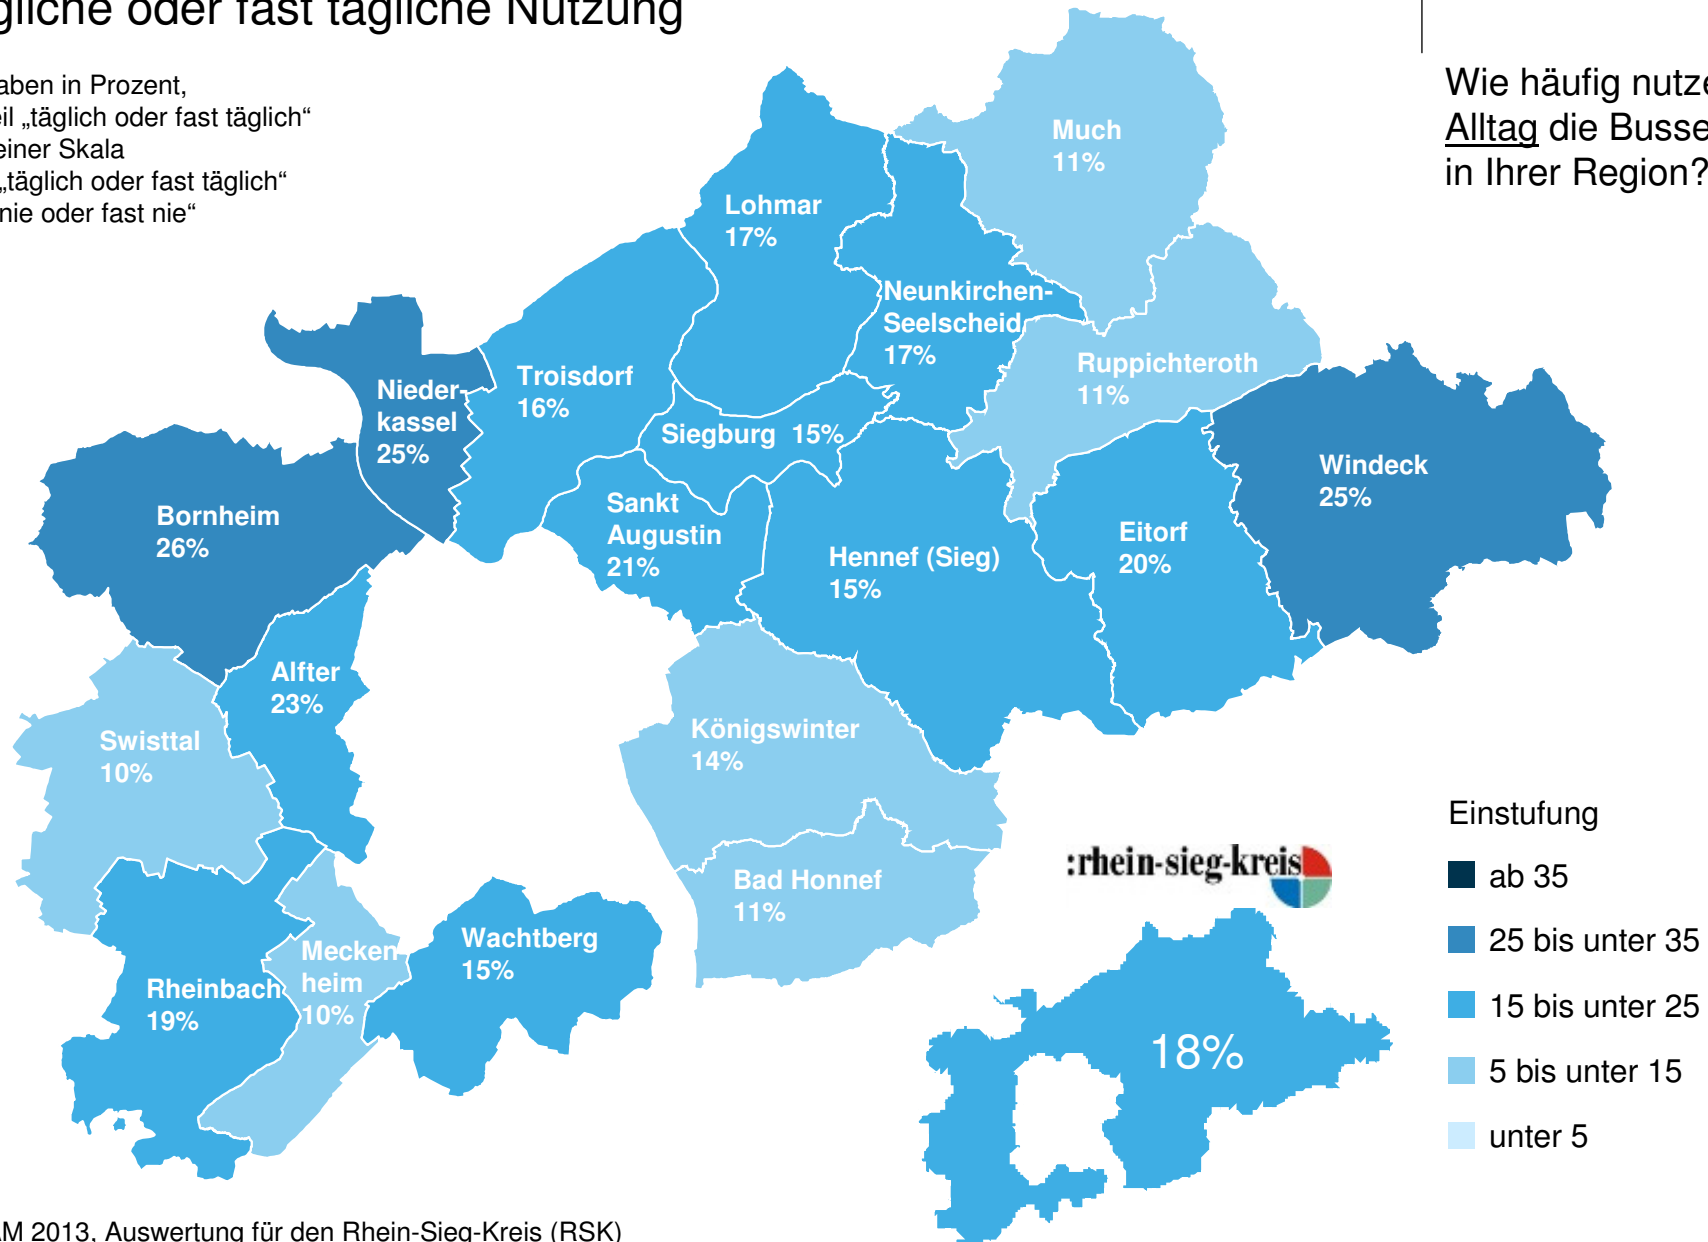 gliche oder fast tägliche Nutzung
aben in Prozent,
eil „täglich oder fast täglich“
einer Skala
„täglich oder fast täglich“
nie oder fast nie“
Wie häufig nutze
Alltag die Busse
in Ihrer Region?
Much
11%
Lohmar
17%
Neunkirchen-
Seelscheid
17%
Ruppichteroth
11%
Troisdorf
16%
Nieder-
kassel
25%
Siegburg 15%
Windeck
25%
Bornheim
26%
Sankt
Augustin
21%
Hennef (Sieg)
15%
Eitorf
20%
Alfter
23%
Swisttal
10%
Königswinter
14%
Bad Honnef
11%
Wachtberg
15%
Mecken
heim
10%
Rheinbach
19%
:rhein-sieg-kreis
18%
Einstufung
ab 35
25 bis unter 35
15 bis unter 25
5 bis unter 15
unter 5
AM 2013, Auswertung für den Rhein-Sieg-Kreis (RSK)